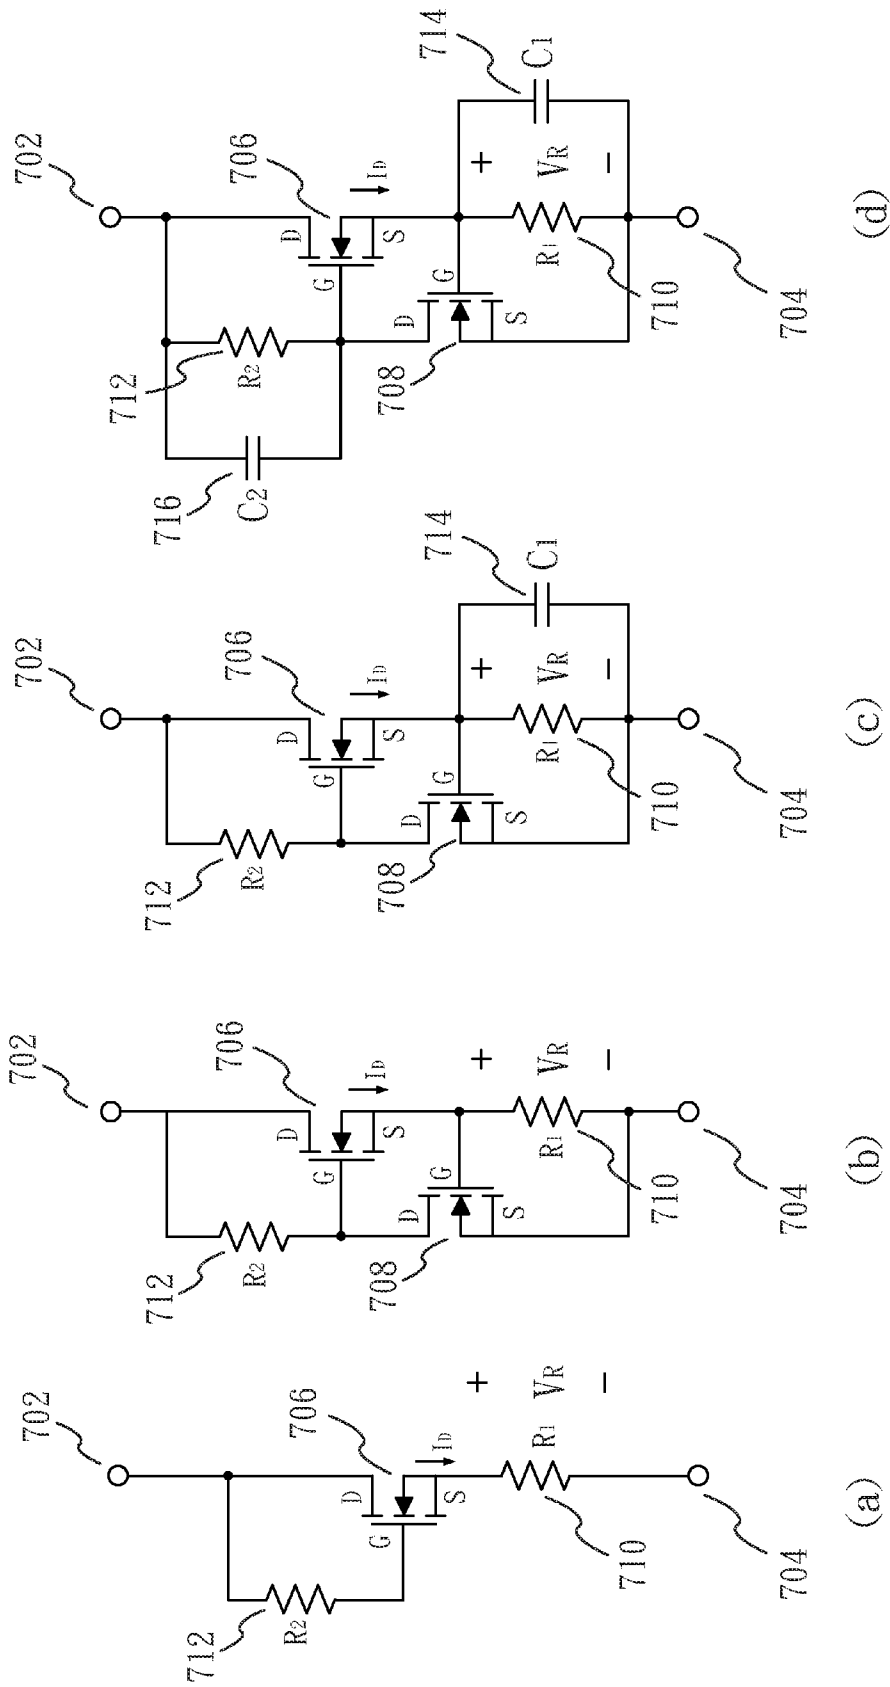 702
712
R2
D
706
G
S
ID
+
VR
−
R1
710
704
(a)
702
712
R2
D
706
G
S
ID
708
D
G
S
+
VR
−
R1
710
704
(b)
702
712
R2
D
706
G
S
ID
708
D
G
S
+
VR
−
R1
710
714
C1
704
(c)
702
716
C2
712
R2
D
706
G
S
ID
708
D
G
S
+
VR
−
R1
710
714
C1
704
(d)